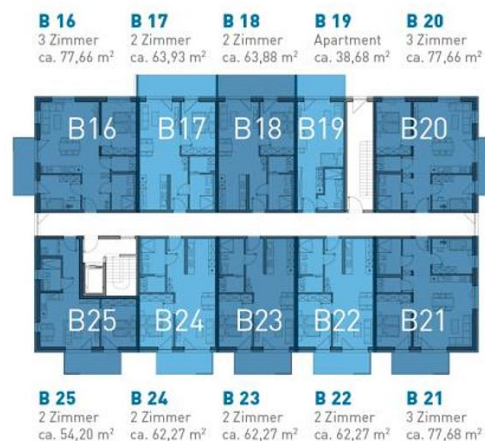 B 16
3 Zimmer
ca. 77,66 m²
B 17
2 Zimmer
ca. 63,93 m²
B 18
2 Zimmer
ca. 63,88 m²
B 19
Apartment
ca. 38,68 m²
B 20
3 Zimmer
ca. 77,66 m²
B16
B17
B18
B19
B20
B25
B24
B23
B22
B21
B 25
2 Zimmer
ca. 54,20 m²
B 24
2 Zimmer
ca. 62,27 m²
B 23
2 Zimmer
ca. 62,27 m²
B 22
2 Zimmer
ca. 62,27 m²
B 21
3 Zimmer
ca. 77,68 m²